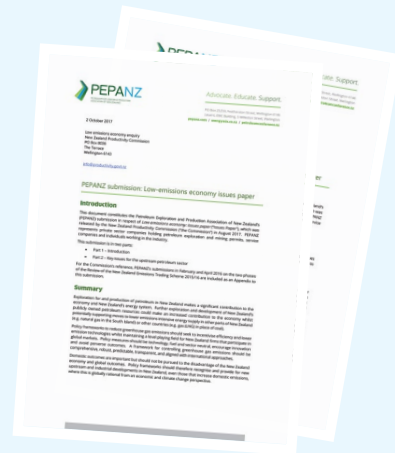 PEPANZ
Advocate. Educate. Support.
2 October 2017
Low-emissions economy enquiry
New Zealand Productivity Commission
PO Box 8036
The Terrace
Wellington 6143
info@productivity.govt.nz
PEPANZ submission: Low-emissions economy issues paper
Introduction
This document constitutes the Petroleum Exploration and Production Association of New Zealand's
(PEPANZ) submission in respect of Low-emissions economy: Issues paper ("Issues Paper"), which was
released by the New Zealand Productivity Commission ("the Commission") in August 2017. PEPANZ
represents private sector companies holding petroleum exploration and mining permits, service
companies and individuals working in the industry.
This submission is in two parts:
• Part 1 – Introduction
• Part 2 – Key issues for the upstream petroleum sector
For the Commission's reference, PEPANZ's submissions in February and April 2016 on the two phases
of the Review of the New Zealand Emissions Trading Scheme 2015/16 are included as an Appendix to
this submission.
Summary
Exploration for and production of petroleum in New Zealand makes a significant contribution to the
economy and New Zealand's energy system. Further exploration and development of New Zealand's
publicly owned petroleum resources could make an increased contribution to the economy whilst
potentially supporting moves to lower-emissions intensive energy supply in other parts of New Zealand
(e.g. natural gas in the South Island) or other countries (e.g. gas (LNG) in place of coal).
Policy frameworks to reduce greenhouse gas emissions should seek to incentivise efficiency and lower
emission technologies whilst maintaining a level playing field for New Zealand firms that participate in
global markets. Policy measures should be technology, fuel and sector neutral, encourage innovation
and avoid perverse outcomes. A framework for controlling greenhouse gas emissions should be
comprehensive, robust, predictable, transparent, and aligned with international approaches.
Domestic outcomes are important but should not be pursued to the disadvantage of the New Zealand
economy and global outcomes. Policy frameworks should therefore recognise and provide for new
upstream and industrial developments in New Zealand, even those that increase domestic emissions,
where this is globally rational from an economic and climate change perspective.
Support.